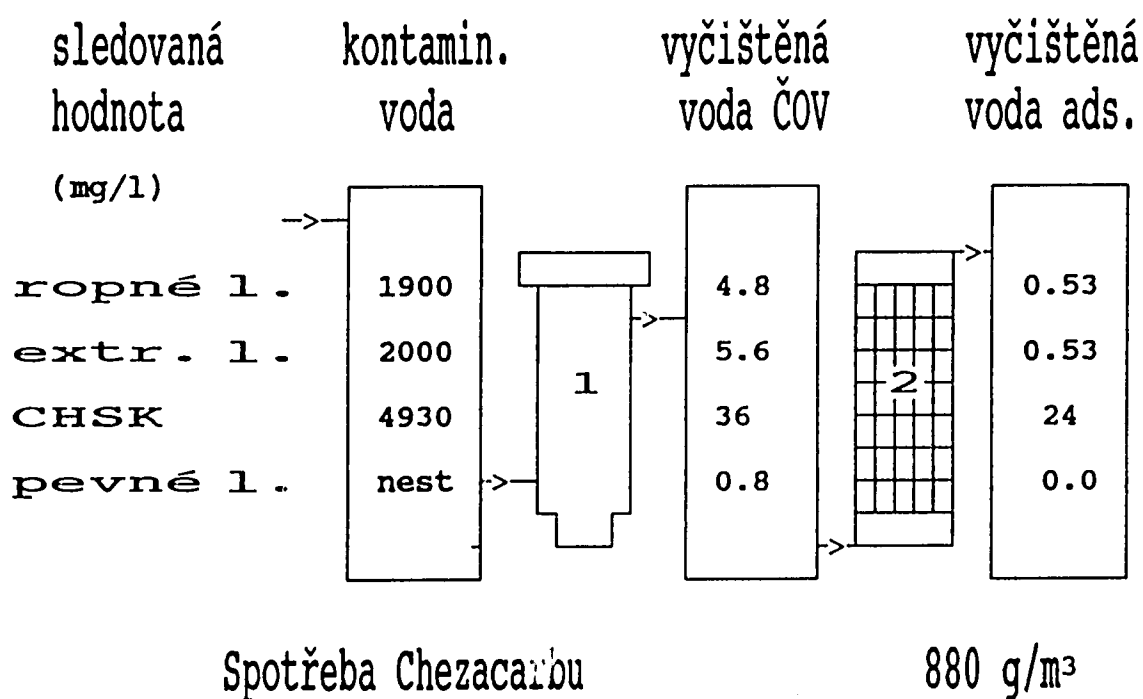 sledovaná kontamin. vyčištěná vyčištěná
hodnota voda voda ČOV voda ads.
(mg/l)
ropné l. 1900 4.8 0.53
extr. l. 2000 5.6 0.53
1 2
CHSK 4930 36 24
pevné l. nest 0.8 0.0
Spotřeba Chezacarbu 880 g/m³